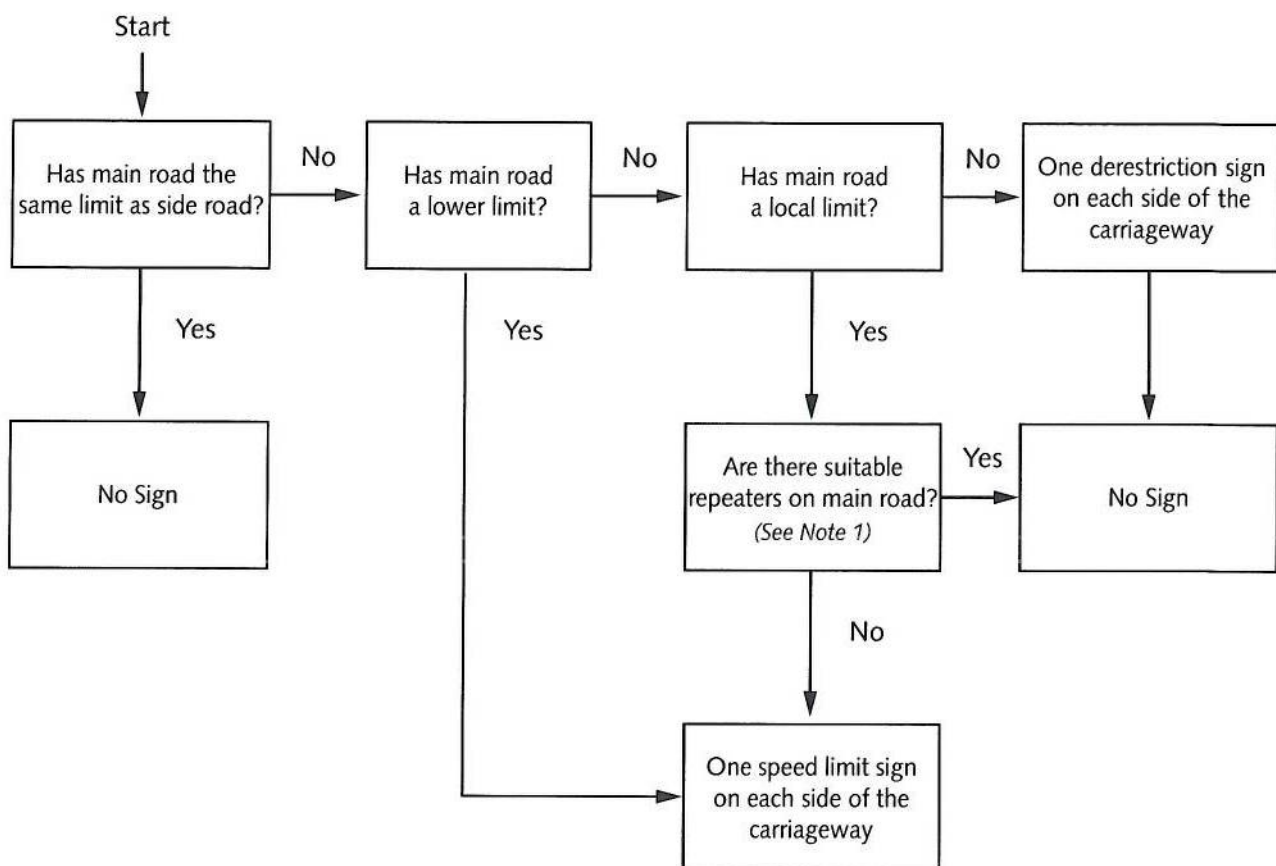 Start
Has main road the
same limit as side road?
No
Has main road
a lower limit?
No
Has main road
a local limit?
No
One derestriction sign
on each side of the
carriageway
Yes
Yes
Yes
No Sign
Are there suitable
repeaters on main road?
(See Note 1)
Yes
No Sign
No
One speed limit sign
on each side of the
carriageway